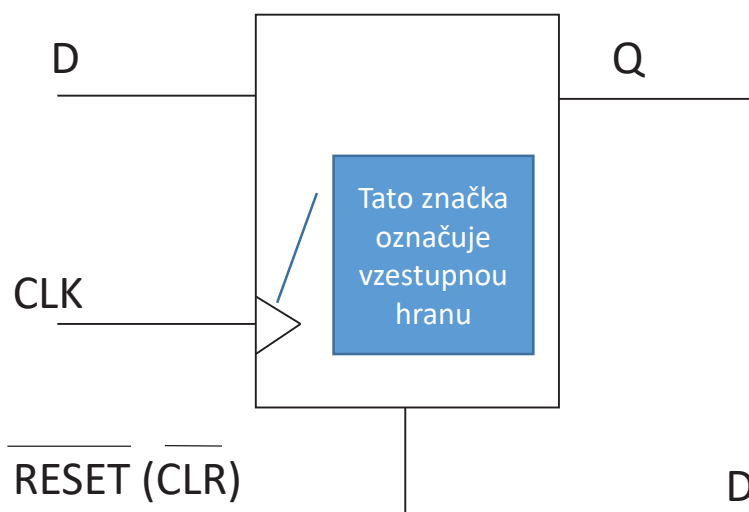 D
Q
Tato značka
označuje
vzestupnou
hranu
CLK
RESET (CLR)
D